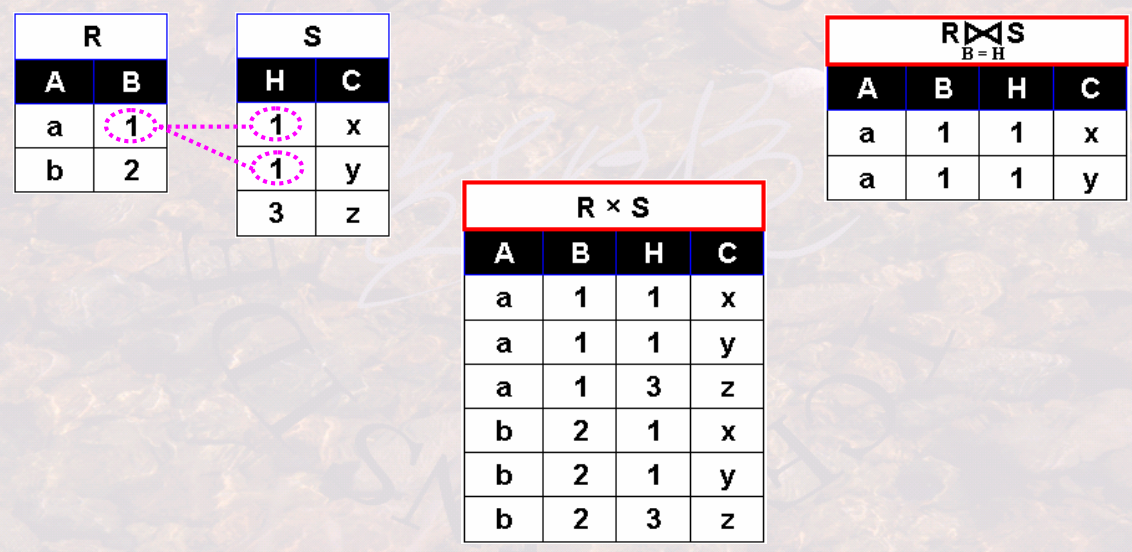 R
A B
a 1
b 2
S
H C
1 x
1 y
3 z
R × S
A B H C
a 1 1 x
a 1 1 y
a 1 3 z
b 2 1 x
b 2 1 y
b 2 3 z
R⋈S
B = H
A B H C
a 1 1 x
a 1 1 y